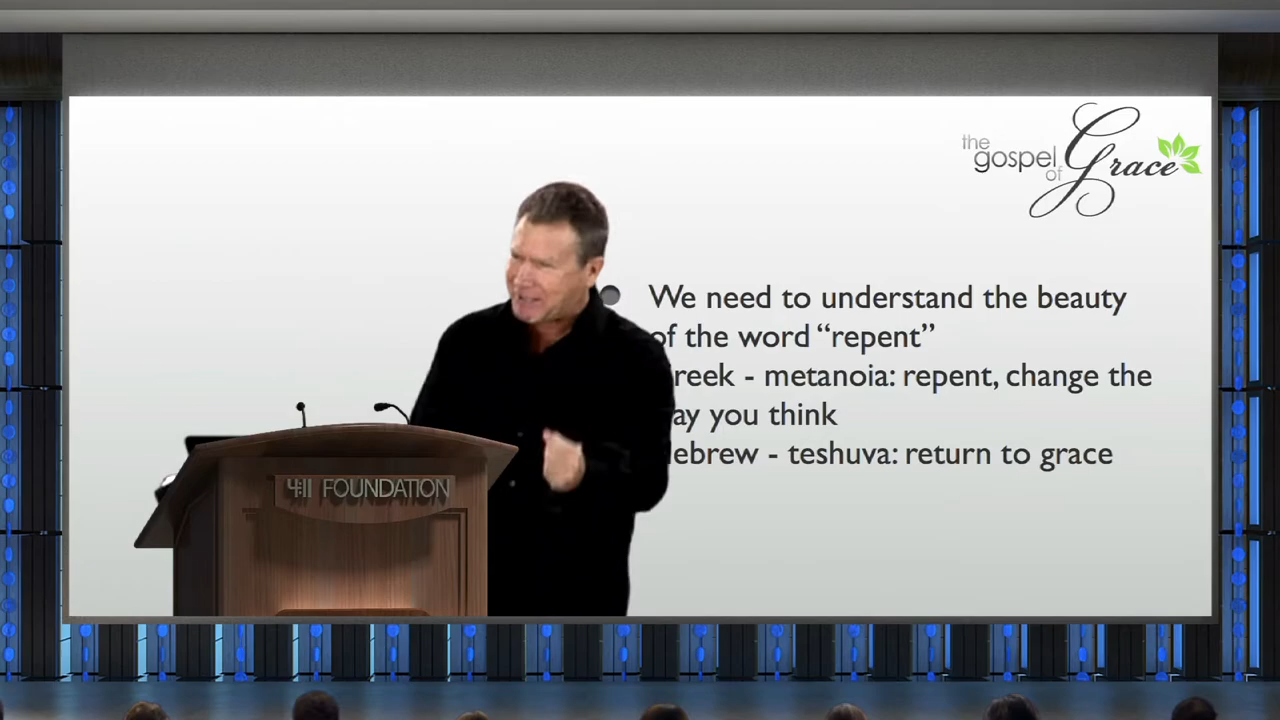 the
gospel
of
Grace
We need to understand the beauty
of the word “repent”
reek - metanoia: repent, change the
ay you think
ebrew - teshuva: return to grace
4:11 FOUNDATION